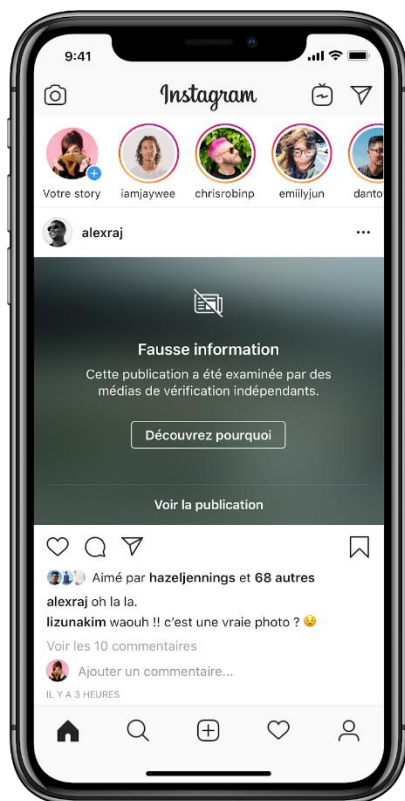 9:41
Instagram
Votre story
iamjaywee
chrisrobinp
emiilyjun
danto
alexraj
Fausse information
Cette publication a été examinée par des
médias de vérification indépendants.
Découvrez pourquoi
Voir la publication
Aimé par hazeljennings et 68 autres
alexraj oh la la.
lizunakim waouh !! c'est une vraie photo ? 😧
Voir les 10 commentaires
Ajouter un commentaire...
IL Y A 3 HEURES